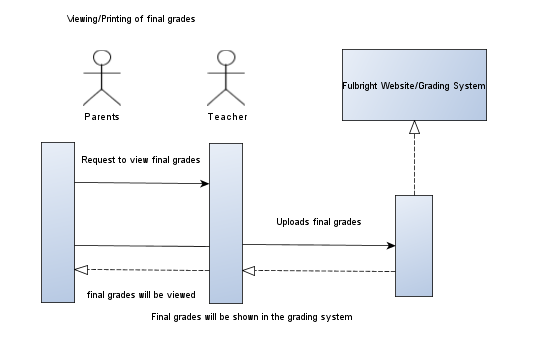 Viewing/Printing of final grades
Fulbright Website/Grading System
Parents
Teacher
Request to view final grades
Uploads final grades
final grades will be viewed
Final grades will be shown in the grading system